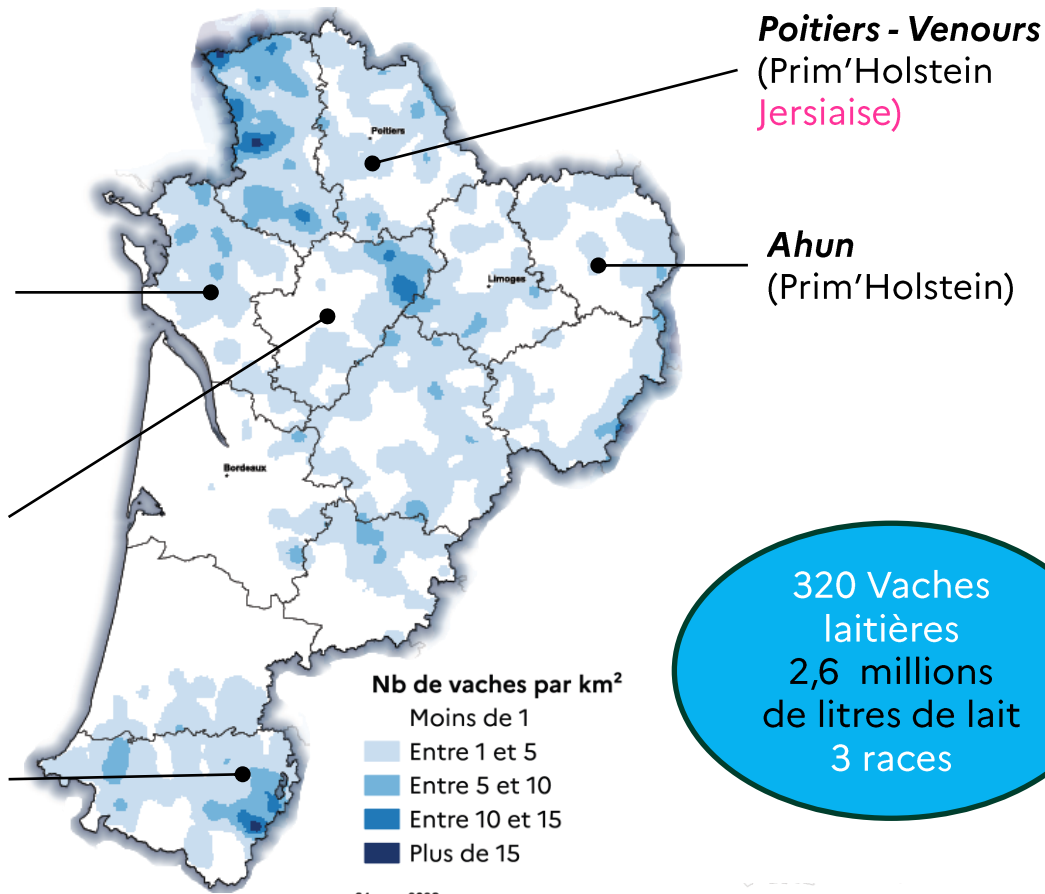 Poitiers - Venours
(Prim'Holstein
Jersiaise)
Poitiers
Ahun
(Prim'Holstein)
Limoges
Bordeaux
320 Vaches
laitières
2,6 millions
de litres de lait
3 races
Nb de vaches par km²
Moins de 1
Entre 1 et 5
Entre 5 et 10
Entre 10 et 15
Plus de 15